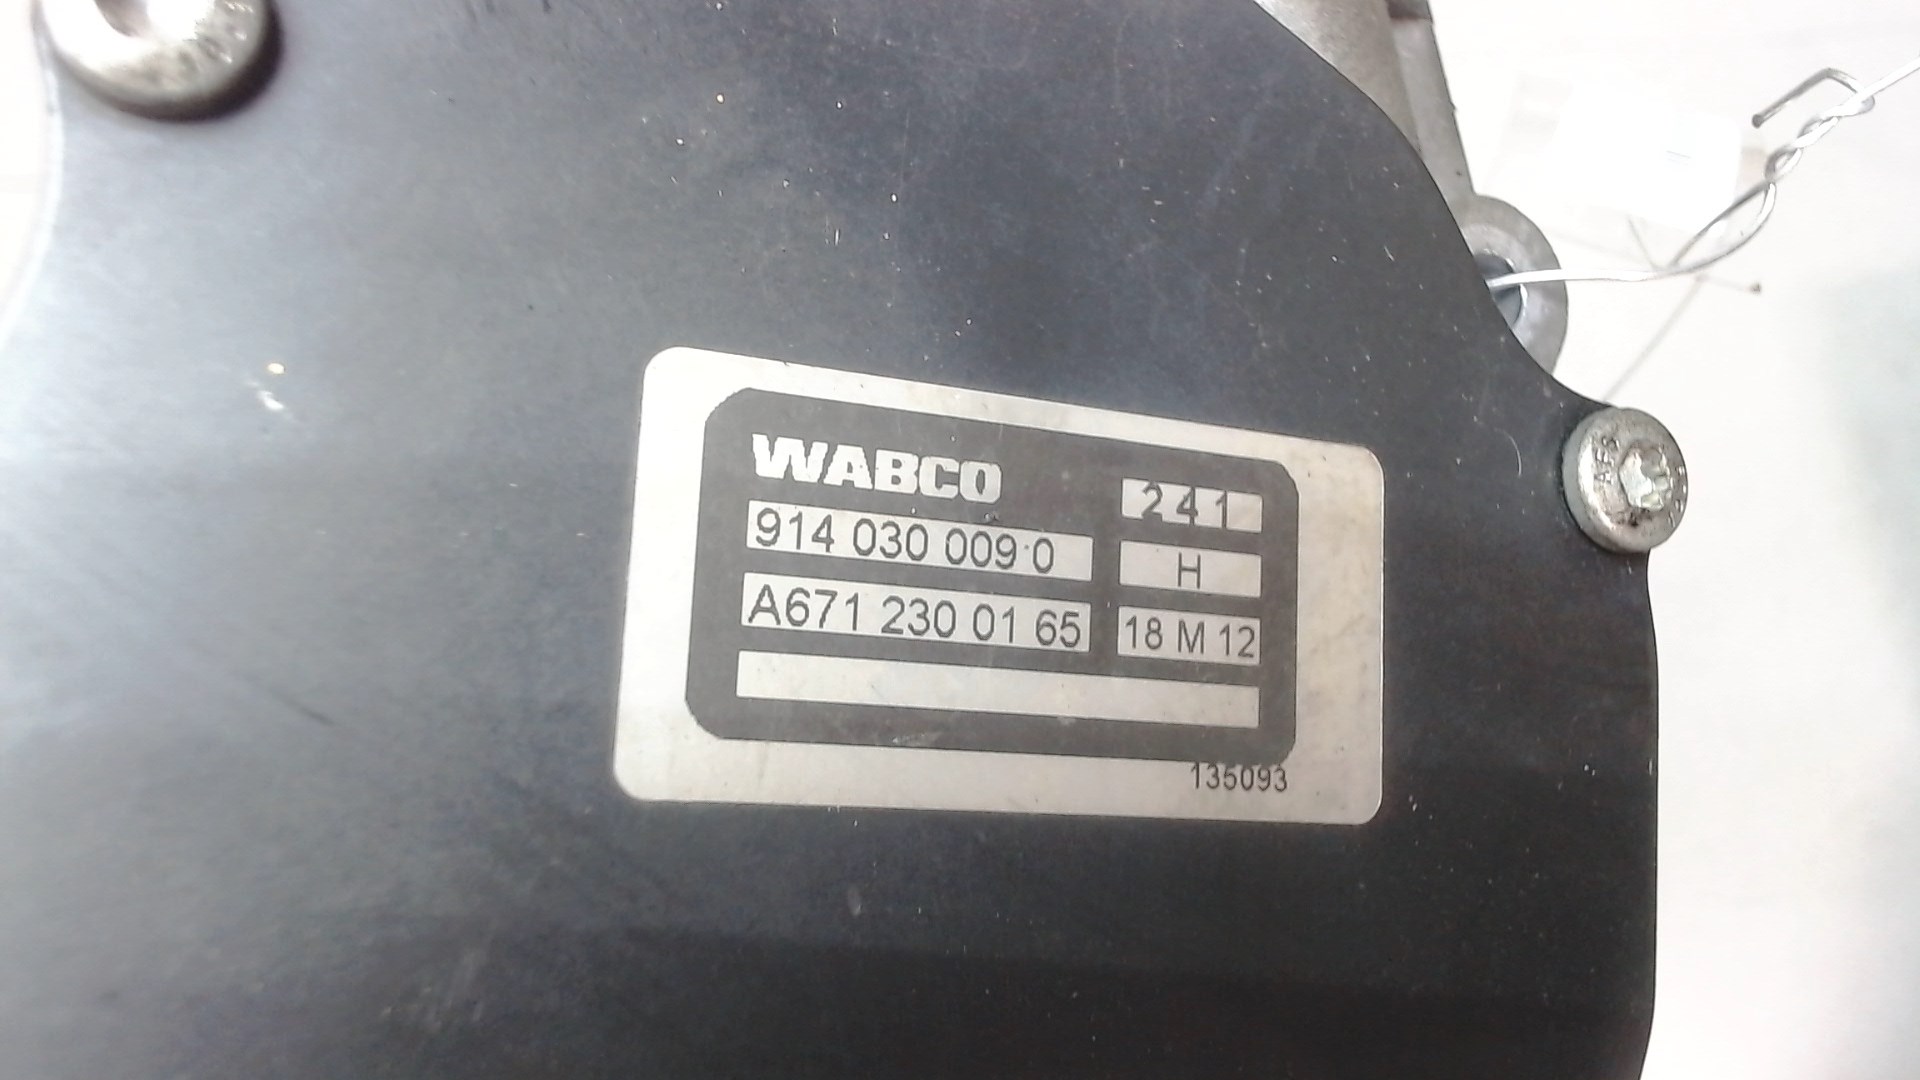 WABCO
241
914 030 009 0
H
A671 230 01 65
18 M 12
135093